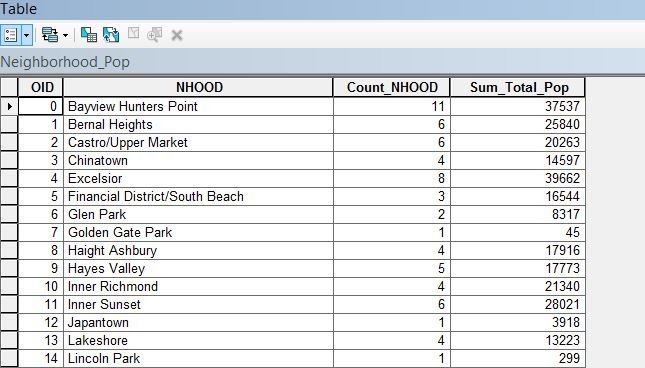 Table
Neighborhood_Pop
OID NHOOD Count_NHOOD Sum_Total_Pop
0 Bayview Hunters Point 11 37537
1 Bernal Heights 6 25840
2 Castro/Upper Market 6 20263
3 Chinatown 4 14597
4 Excelsior 8 39662
5 Financial District/South Beach 3 16544
6 Glen Park 2 8317
7 Golden Gate Park 1 45
8 Haight Ashbury 4 17916
9 Hayes Valley 5 17773
10 Inner Richmond 4 21340
11 Inner Sunset 6 28021
12 Japantown 1 3918
13 Lakeshore 4 13223
14 Lincoln Park 1 299